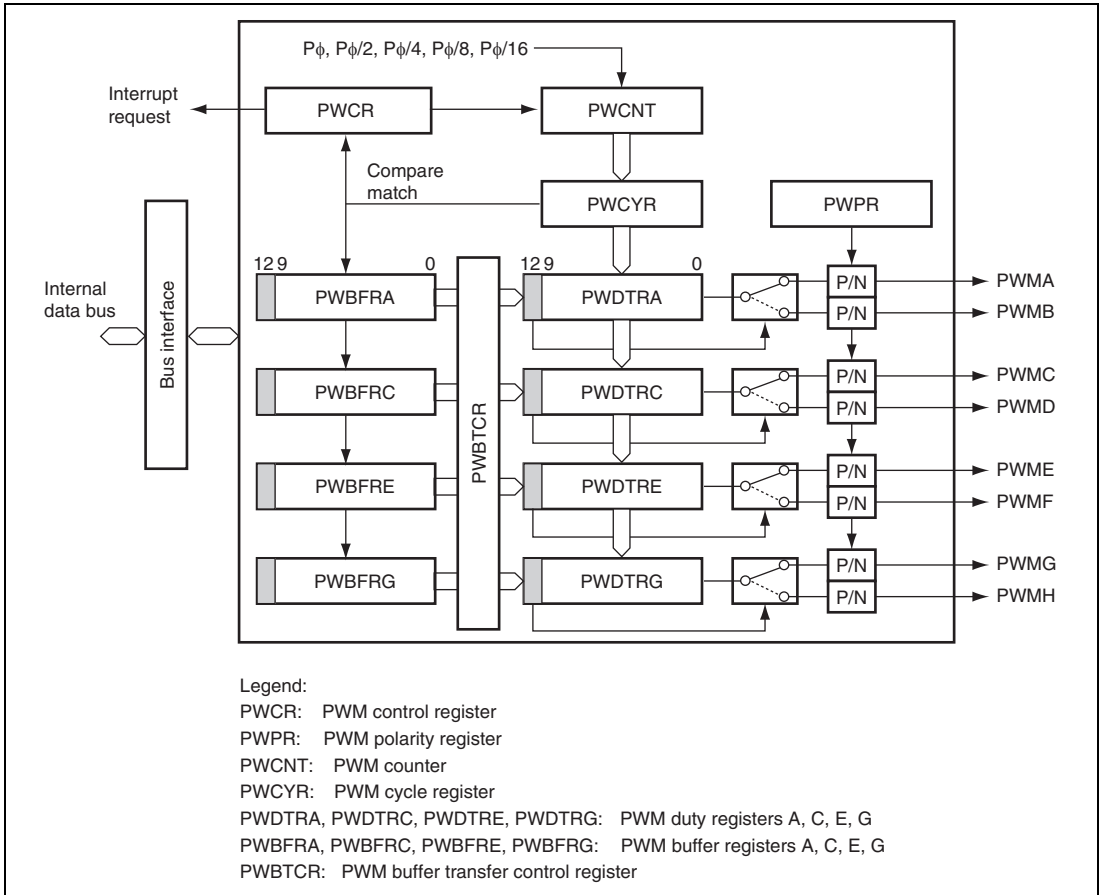 Pϕ, Pϕ/2, Pϕ/4, Pϕ/8, Pϕ/16
Interrupt
request
PWCR
PWCNT
Compare
match
PWCYR
PWPR
Internal
data bus
Bus interface
12 9 0
PWBFRA
PWBTCR
12 9 0
PWDTRA
P/N
PWMA
P/N
PWMB
PWBFRC
PWDTRC
P/N
PWMC
P/N
PWMD
PWBFRE
PWDTRE
P/N
PWME
P/N
PWMF
PWBFRG
PWDTRG
P/N
PWMG
P/N
PWMH
Legend:
PWCR: PWM control register
PWPR: PWM polarity register
PWCNT: PWM counter
PWCYR: PWM cycle register
PWDTRA, PWDTRC, PWDTRE, PWDTRG: PWM duty registers A, C, E, G
PWBFRA, PWBFRC, PWBFRE, PWBFRG: PWM buffer registers A, C, E, G
PWBTCR: PWM buffer transfer control register